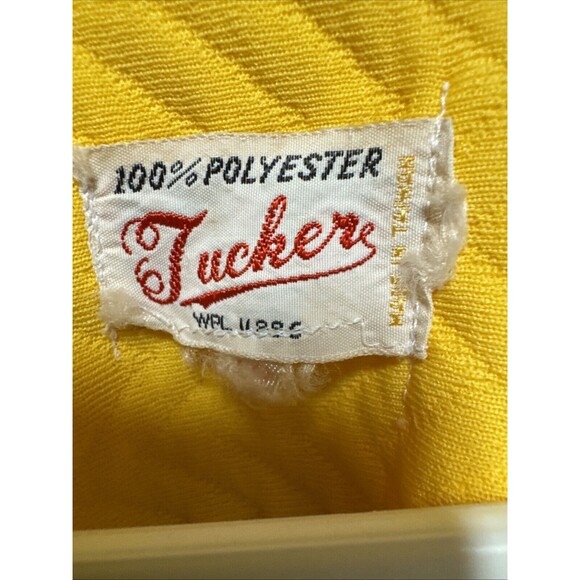 100% POLYESTER
Tucker
WPL
MADE IN TAIWAN